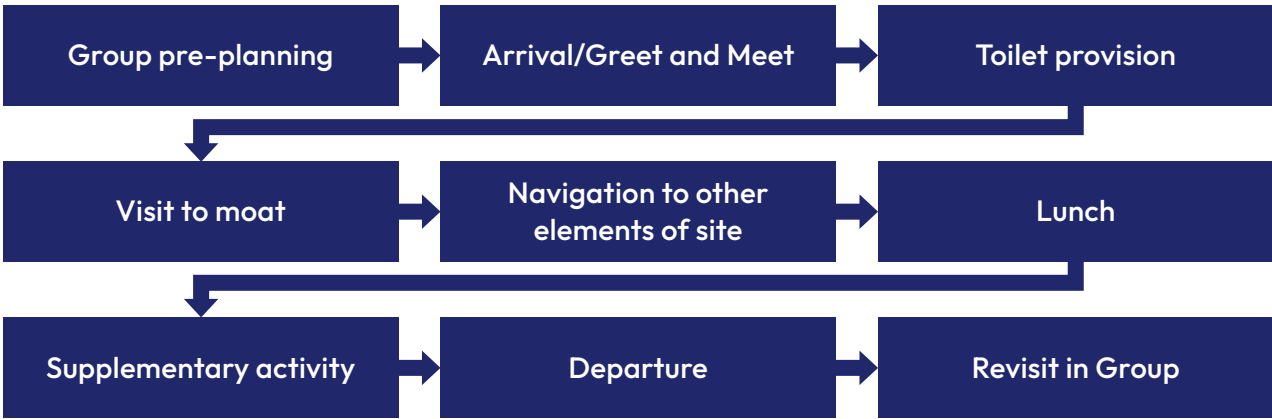 Group pre-planning
Arrival/Greet and Meet
Toilet provision
Visit to moat
Navigation to other
elements of site
Lunch
Supplementary activity
Departure
Revisit in Group